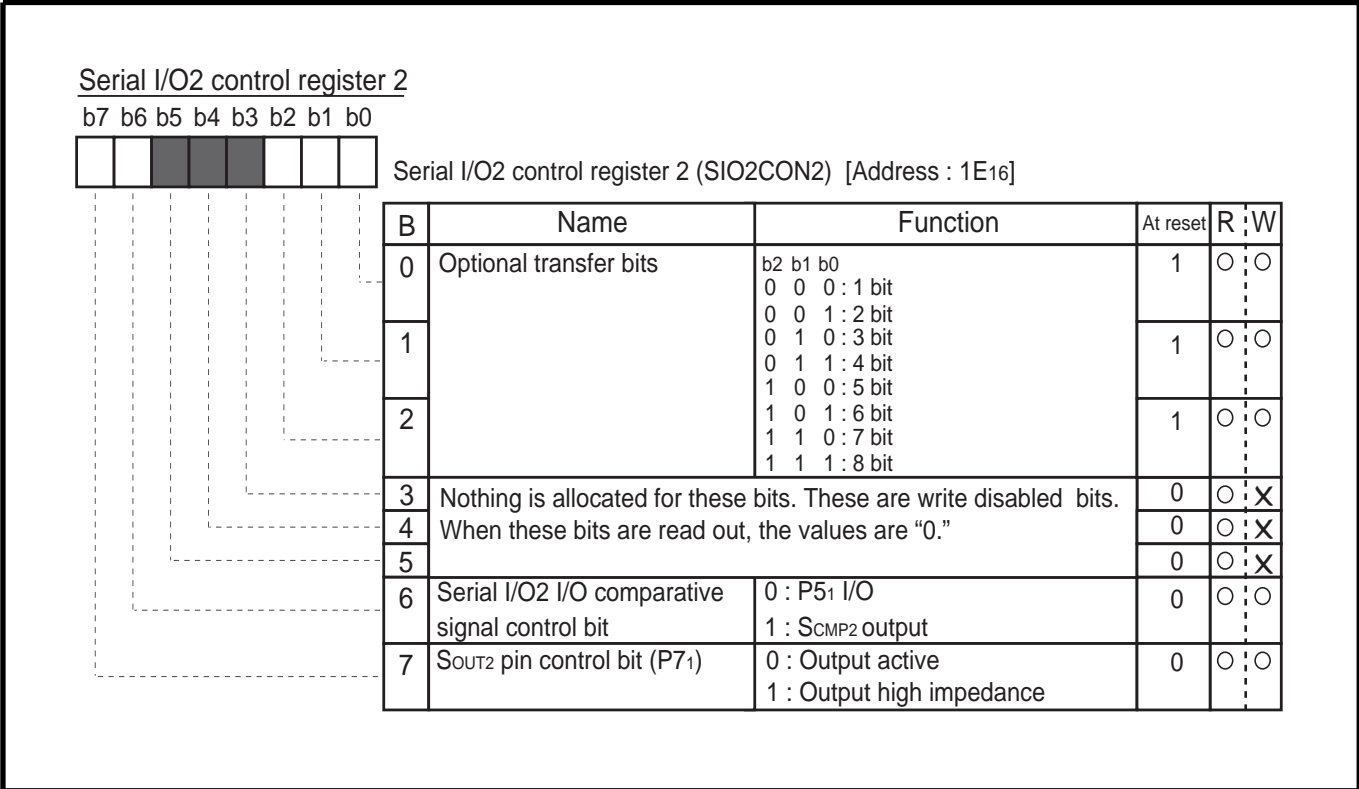 Serial I/O2 control register 2
b7 b6 b5 b4 b3 b2 b1 b0
Serial I/O2 control register 2 (SIO2CON2) [Address : 1E16]
B Name Function At reset R W
0 Optional transfer bits b2 b1 b0 1 O O
0 0 0 : 1 bit
0 0 1 : 2 bit
1 0 1 0 : 3 bit 1 O O
0 1 1 : 4 bit
1 0 0 : 5 bit
2 1 0 1 : 6 bit 1 O O
1 1 0 : 7 bit
1 1 1 : 8 bit
3 Nothing is allocated for these bits. These are write disabled bits. 0 O X
4 When these bits are read out, the values are “0.” 0 O X
5 0 O X
6 Serial I/O2 I/O comparative 0 : P51 I/O 0 O O
signal control bit 1 : SCMP2 output
7 SOUT2 pin control bit (P71) 0 : Output active 0 O O
1 : Output high impedance